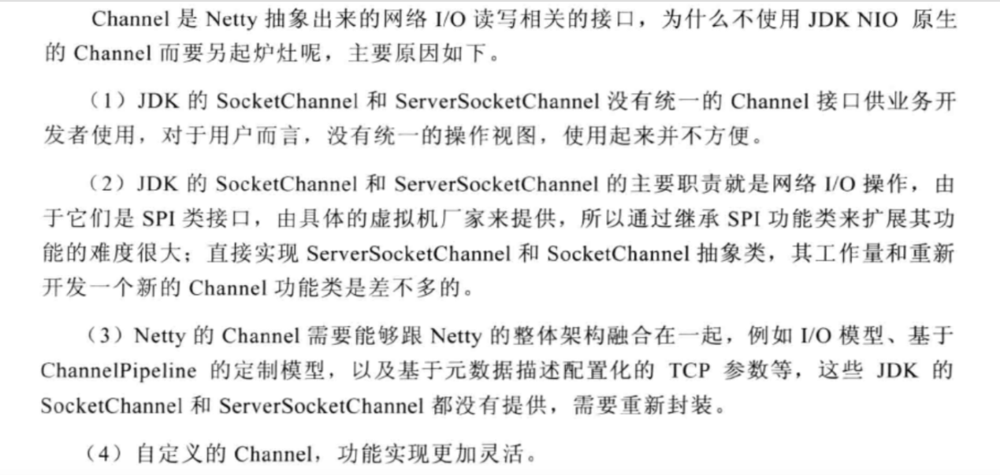 Channel 是 Netty 抽象出来的网络 I/O 读写相关的接口，为什么不使用 JDK NIO 原生
的 Channel 而要另起炉灶呢，主要原因如下。
（1）JDK 的 SocketChannel 和 ServerSocketChannel 没有统一的 Channel 接口供业务开
发者使用，对于用户而言，没有统一的操作视图，使用起来并不方便。
（2）JDK 的 SocketChannel 和 ServerSocketChannel 的主要职责就是网络 I/O 操作，由
于它们是 SPI 类接口，由具体的虚拟机厂家来提供，所以通过继承 SPI 功能类来扩展其功
能的难度很大；直接实现 ServerSocketChannel 和 SocketChannel 抽象类，其工作量和重新
开发一个新的 Channel 功能类是差不多的。
（3）Netty 的 Channel 需要能够跟 Netty 的整体架构融合在一起，例如 I/O 模型、基于
ChannelPipeline 的定制模型，以及基于元数据描述配置化的 TCP 参数等，这些 JDK 的
SocketChannel 和 ServerSocketChannel 都没有提供，需要重新封装。
（4）自定义的 Channel，功能实现更加灵活。